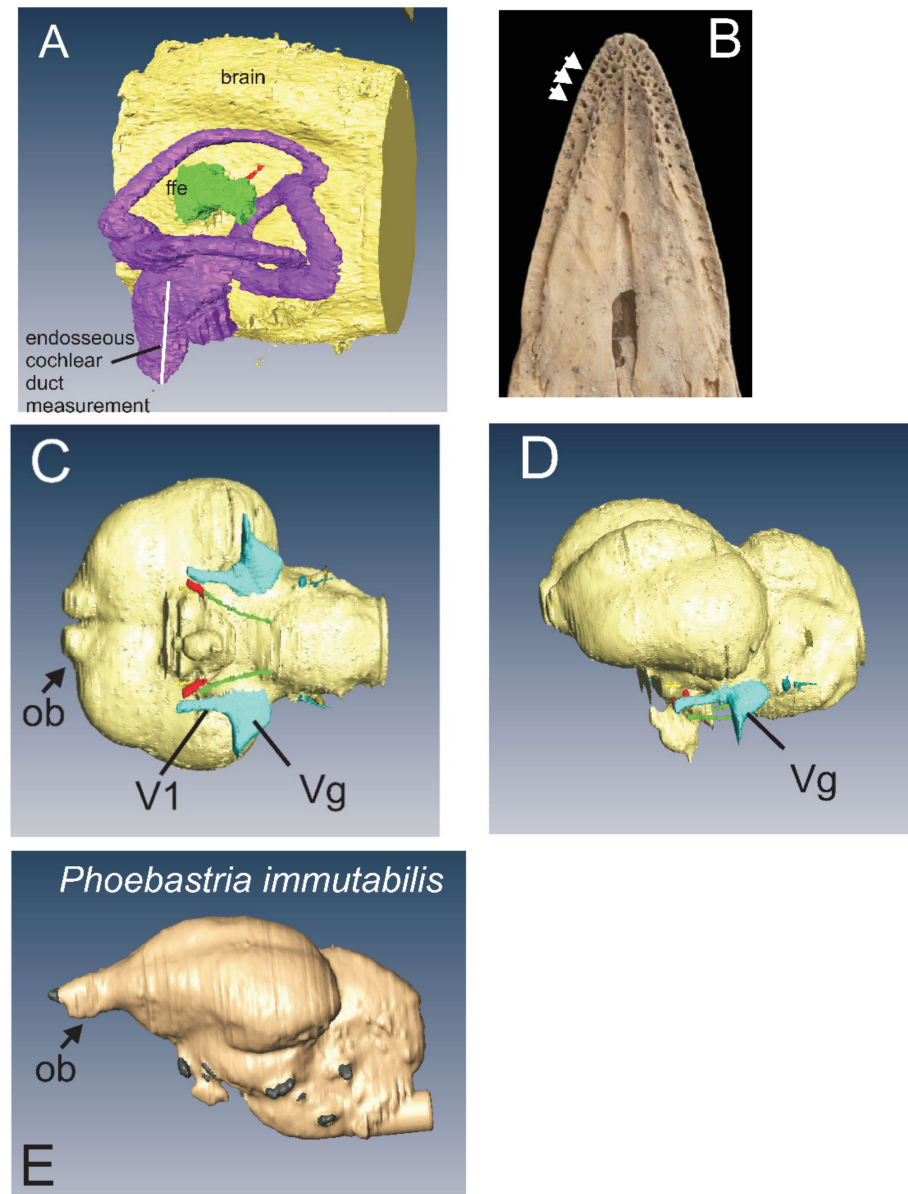 A
brain
ffe
endosseous
cochlear
duct
measurement
B
C
ob
V1
Vg
D
Vg
Phoebastria immutabilis
ob
E